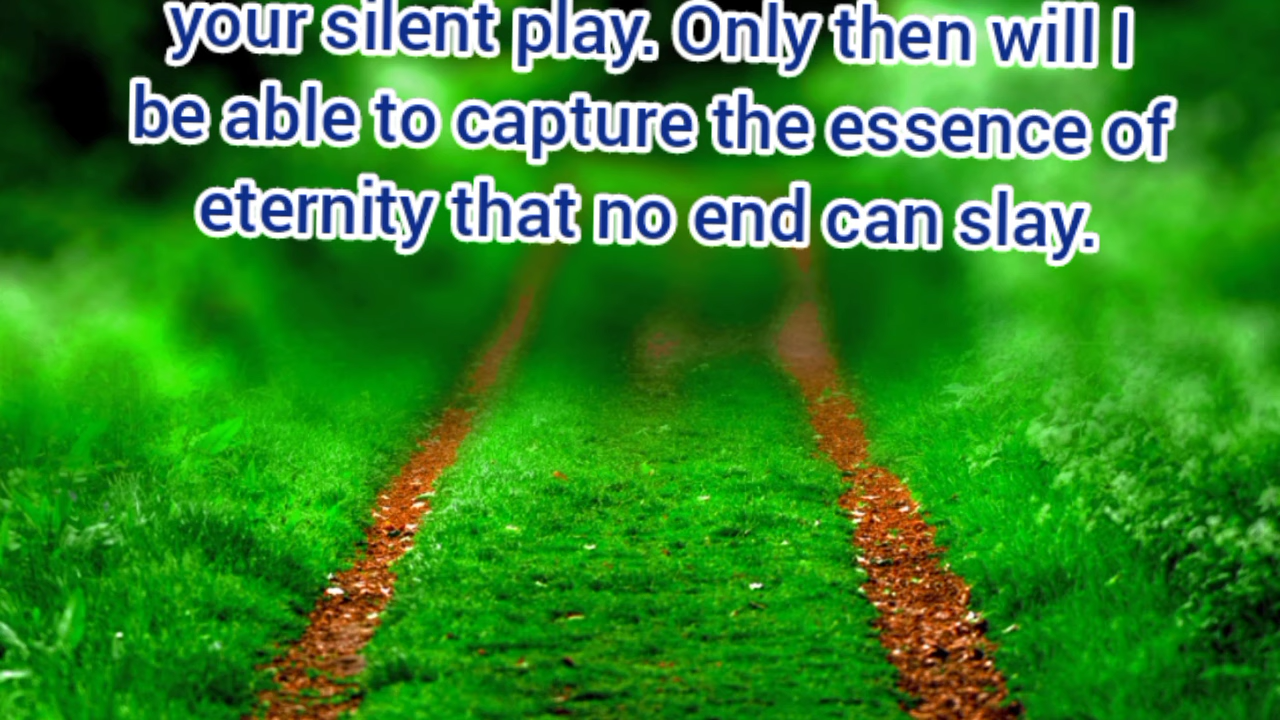 your silent play. Only then will I
be able to capture the essence of
eternity that no end can slay.